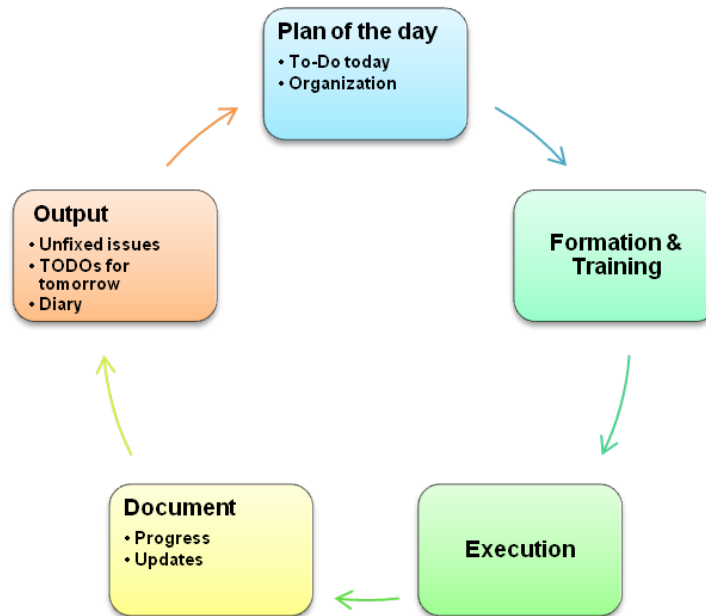 Plan of the day
• To-Do today
• Organization
Formation &
Training
Execution
Document
• Progress
• Updates
Output
• Unfixed issues
• TODOs for
tomorrow
• Diary